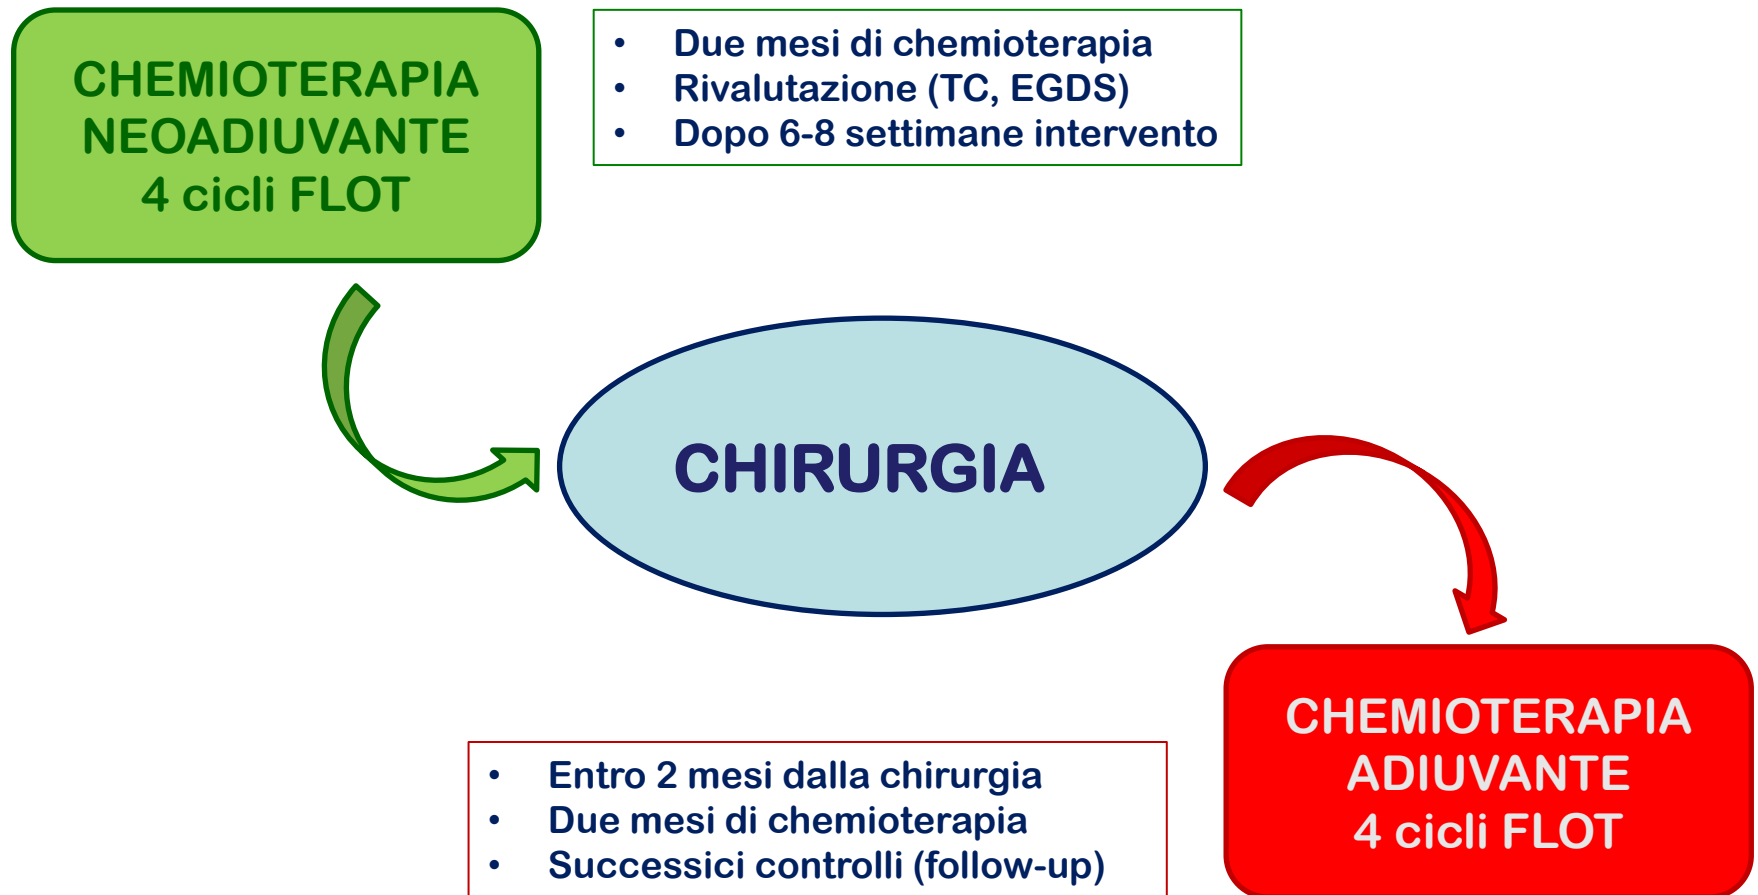 CHEMIOTERAPIA
NEOADIUVANTE
4 cicli FLOT
• Due mesi di chemioterapia
• Rivalutazione (TC, EGDS)
• Dopo 6-8 settimane intervento
CHIRURGIA
CHEMIOTERAPIA
ADIUVANTE
4 cicli FLOT
• Entro 2 mesi dalla chirurgia
• Due mesi di chemioterapia
• Successici controlli (follow-up)